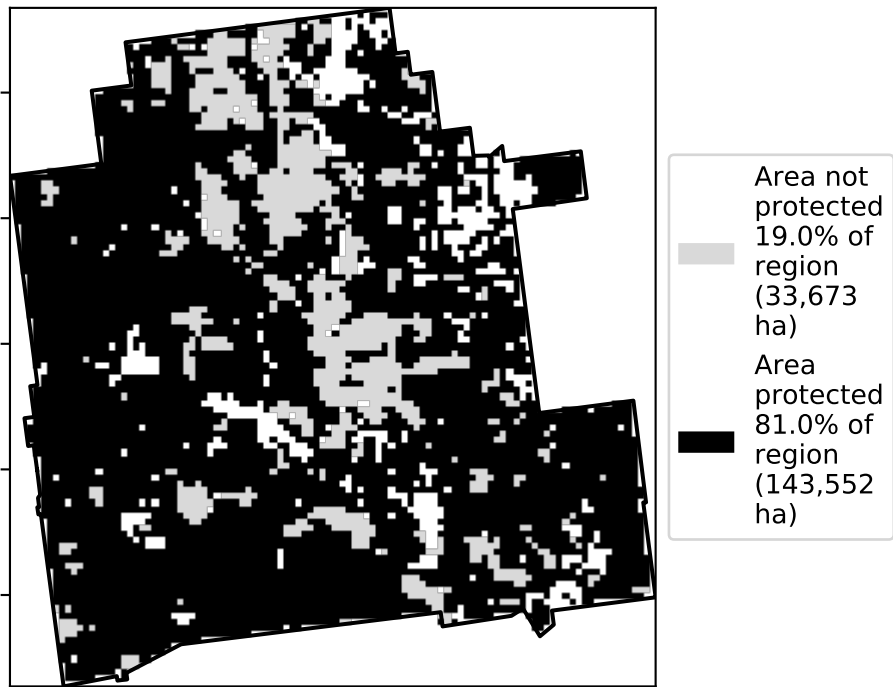 Area not
protected
19.0% of
region
(33,673
ha)
Area
protected
81.0% of
region
(143,552
ha)